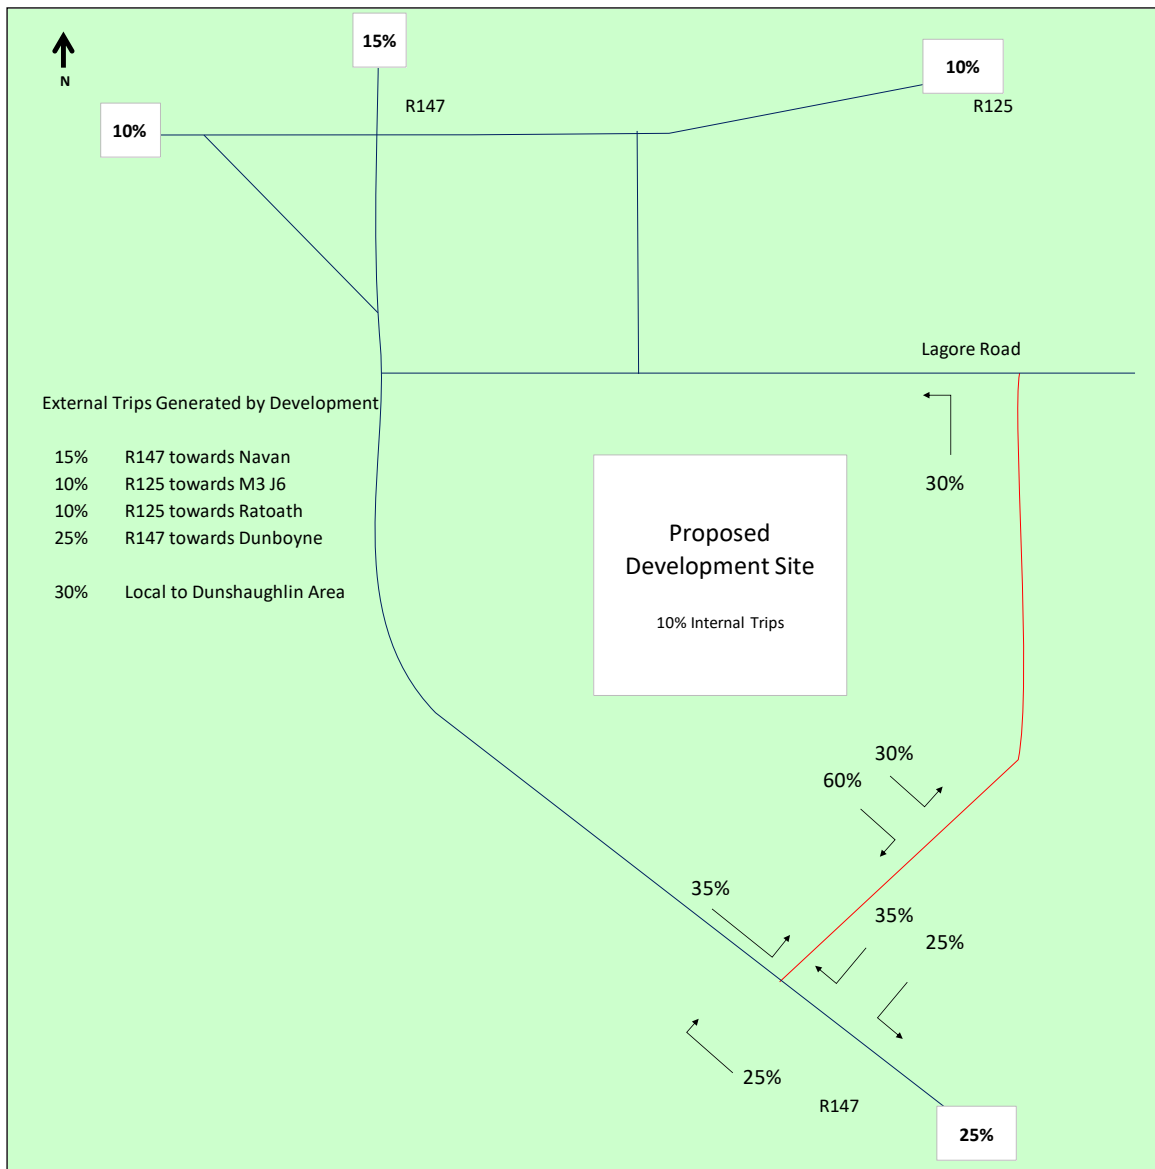 15%
10%
N
R147
R125
10%
Lagore Road
External Trips Generated by Development
15% R147 towards Navan
10% R125 towards M3 J6
10% R125 towards Ratoath
25% R147 towards Dunboyne
30% Local to Dunshaughlin Area
30%
Proposed
Development Site
10% Internal Trips
30%
60%
35%
35%
25%
25%
R147
25%